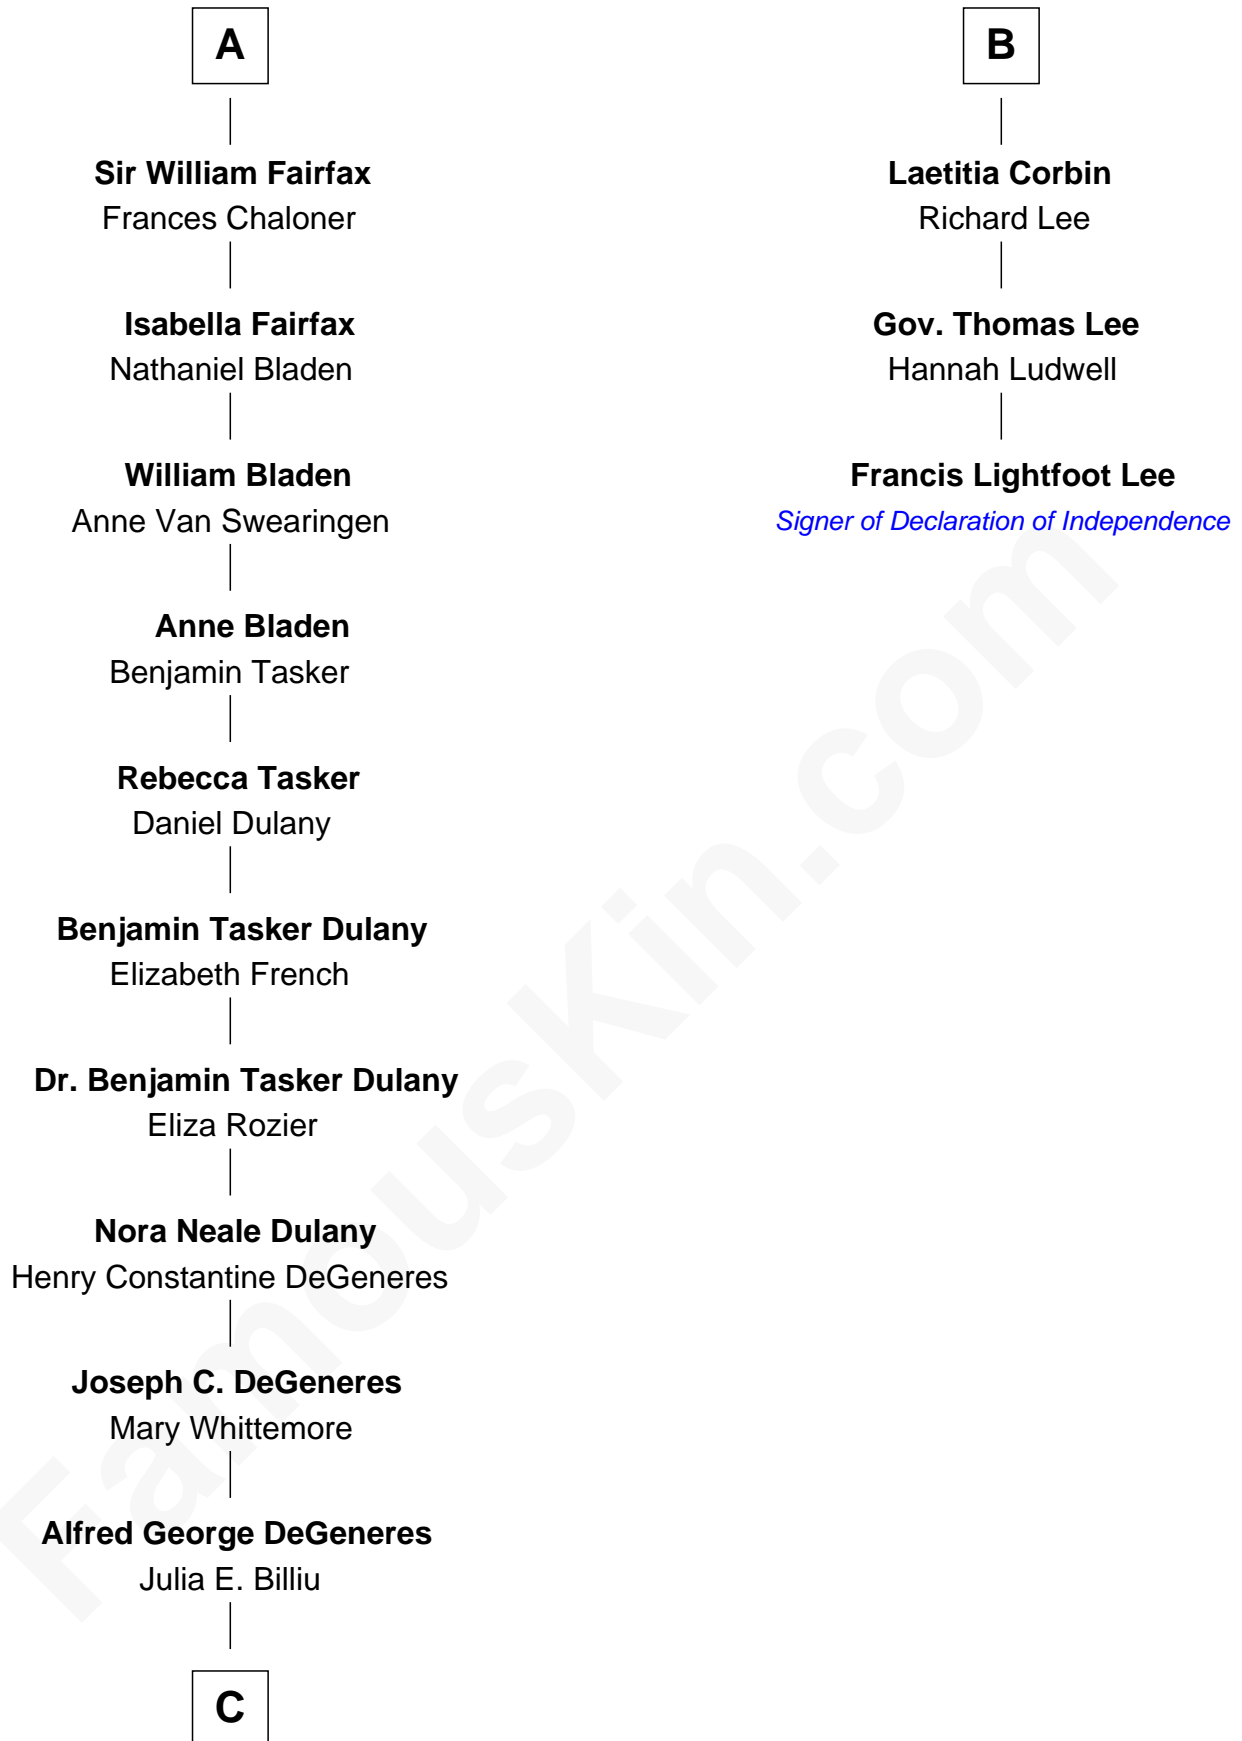 A
Sir William Fairfax
Frances Chaloner
Isabella Fairfax
Nathaniel Bladen
William Bladen
Anne Van Swearingen
Anne Bladen
Benjamin Tasker
Rebecca Tasker
Daniel Dulany
Benjamin Tasker Dulany
Elizabeth French
Dr. Benjamin Tasker Dulany
Eliza Rozier
Nora Neale Dulany
Henry Constantine DeGeneres
Joseph C. DeGeneres
Mary Whittemore
Alfred George DeGeneres
Julia E. Billiu
C
B
Laetitia Corbin
Richard Lee
Gov. Thomas Lee
Hannah Ludwell
Francis Lightfoot Lee
Signer of Declaration of Independence
FamousKin.com